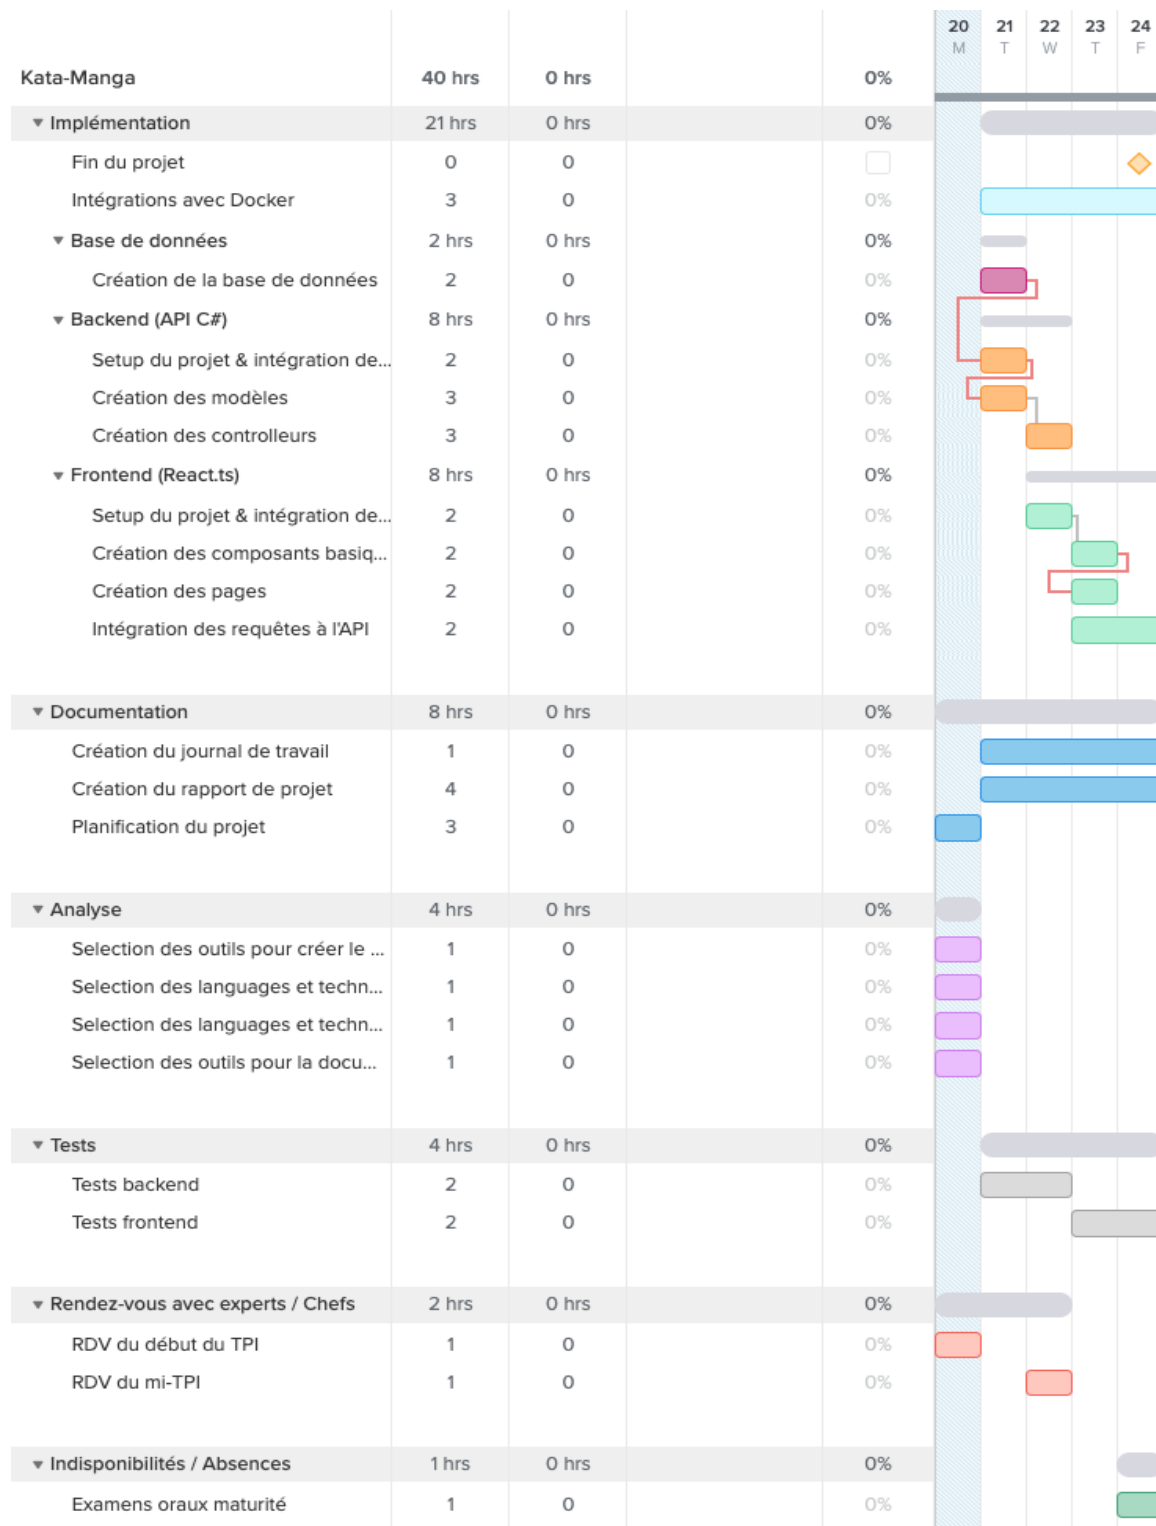 20 21 22 23 24
M T W T F
Kata-Manga 40 hrs 0 hrs 0%
Implémentation 21 hrs 0 hrs 0%
Fin du projet 0 0
Intégrations avec Docker 3 0 0%
Base de données 2 hrs 0 hrs 0%
Création de la base de données 2 0 0%
Backend (API C#) 8 hrs 0 hrs 0%
Setup du projet & intégration de... 2 0 0%
Création des modèles 3 0 0%
Création des controlleurs 3 0 0%
Frontend (React.ts) 8 hrs 0 hrs 0%
Setup du projet & intégration de... 2 0 0%
Création des composants basiq... 2 0 0%
Création des pages 2 0 0%
Intégration des requêtes à l'API 2 0 0%
Documentation 8 hrs 0 hrs 0%
Création du journal de travail 1 0 0%
Création du rapport de projet 4 0 0%
Planification du projet 3 0 0%
Analyse 4 hrs 0 hrs 0%
Selection des outils pour créer le ... 1 0 0%
Selection des languages et techn... 1 0 0%
Selection des languages et techn... 1 0 0%
Selection des outils pour la docu... 1 0 0%
Tests 4 hrs 0 hrs 0%
Tests backend 2 0 0%
Tests frontend 2 0 0%
Rendez-vous avec experts / Chefs 2 hrs 0 hrs 0%
RDV du début du TPI 1 0 0%
RDV du mi-TPI 1 0 0%
Indisponibilités / Absences 1 hrs 0 hrs 0%
Examens oraux maturité 1 0 0%